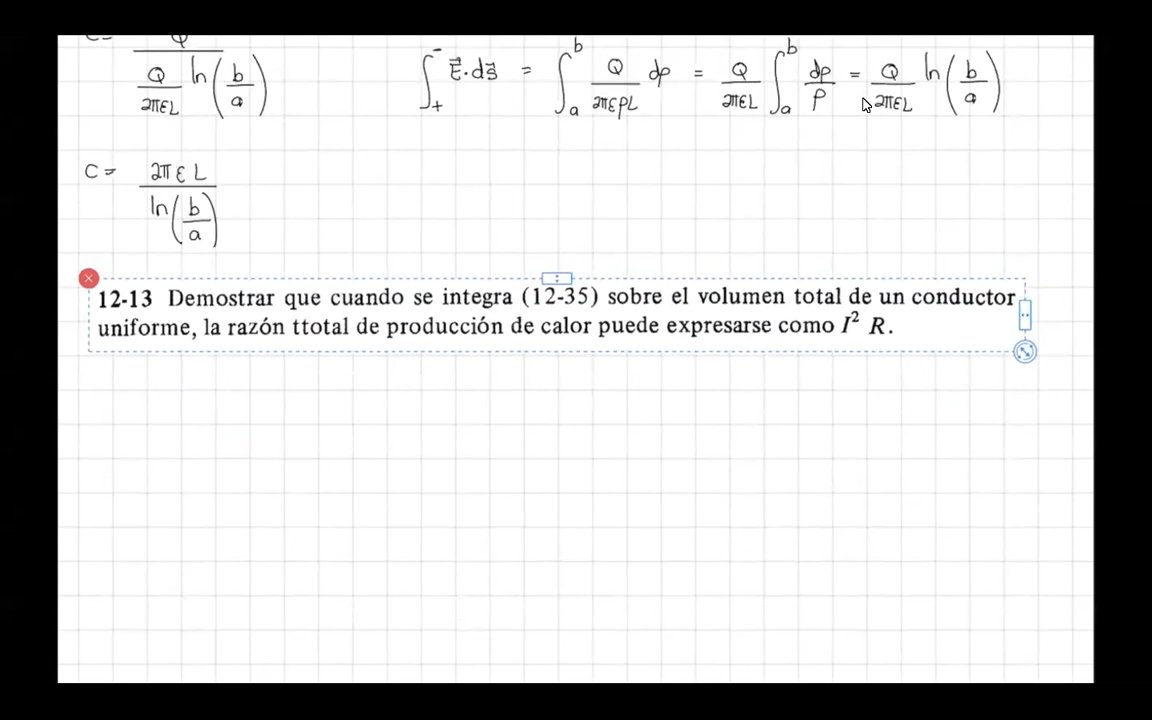 C = Q / (Q/2πεL ln(b/a))
∫₊⁻ E⃗·ds⃗ = ∫ₐᵇ Q/2περL dρ = Q/2πεL ∫ₐᵇ dρ/ρ = Q/2πεL ln(b/a)
C = 2πεL / ln(b/a)
12-13 Demostrar que cuando se integra (12-35) sobre el volumen total de un conductor
uniforme, la razón ttotal de producción de calor puede expresarse como I² R.